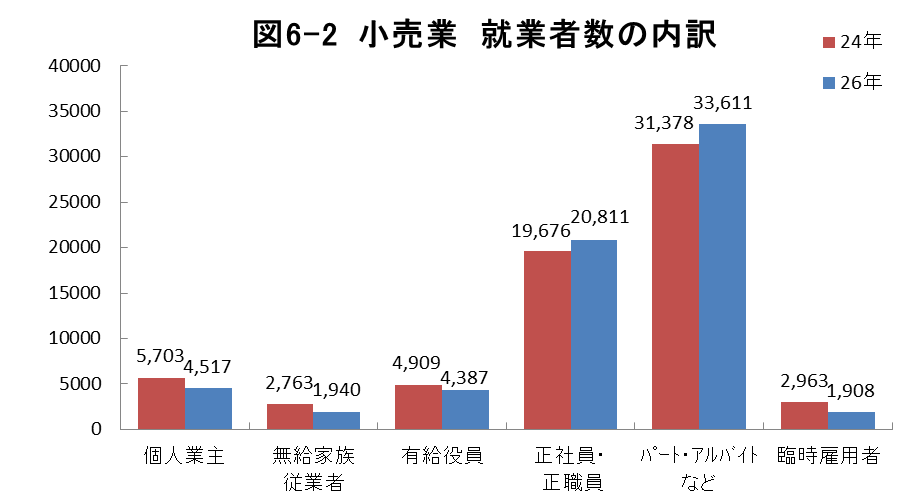 図6-2 小売業 就業者数の内訳
24年
26年
40000
35000
30000
25000
20000
15000
10000
5000
0
5,703
4,517
2,763
1,940
4,909
4,387
19,676
20,811
31,378
33,611
2,963
1,908
個人業主
無給家族
従業者
有給役員
正社員・
正職員
ﾊﾟｰﾄ・ｱﾙﾊﾞｲﾄ
など
臨時雇用者